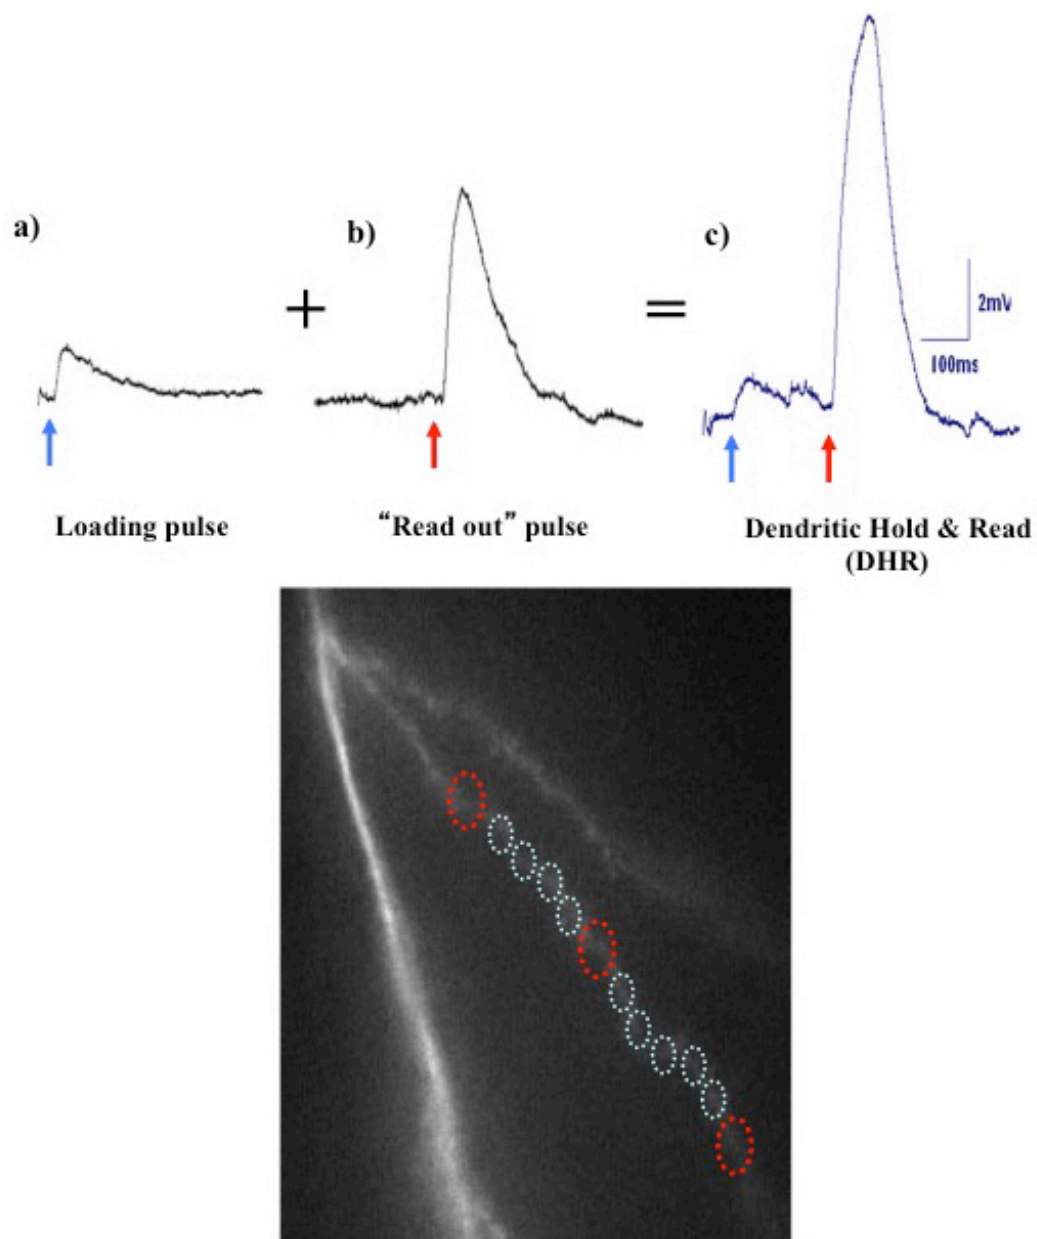 a)
b)
c)
+
=
2mV
100ms
Loading pulse
“Read out” pulse
Dendritic Hold & Read
(DHR)